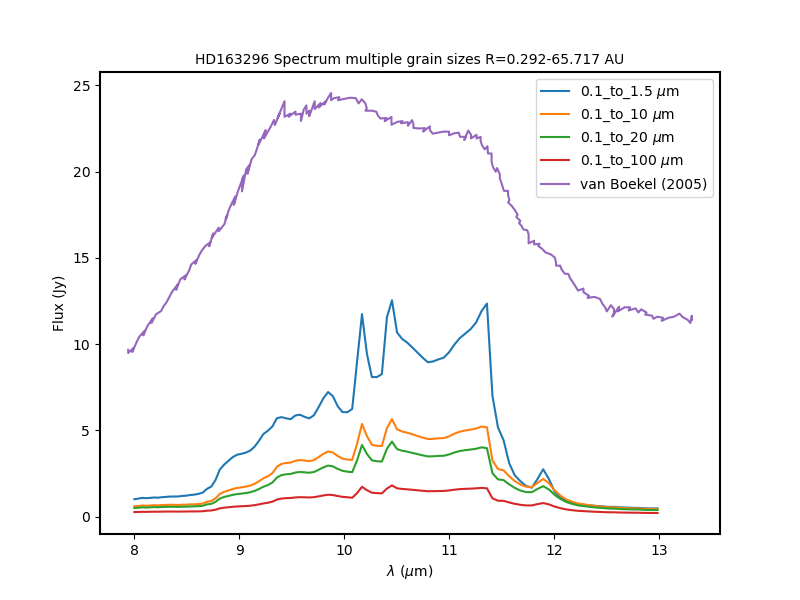 HD163296 Spectrum multiple grain sizes R=0.292-65.717 AU
25
20
15
10
5
0
Flux (Jy)
0.1_to_1.5 μm
0.1_to_10 μm
0.1_to_20 μm
0.1_to_100 μm
van Boekel (2005)
8 9 10 11 12 13
λ (μm)